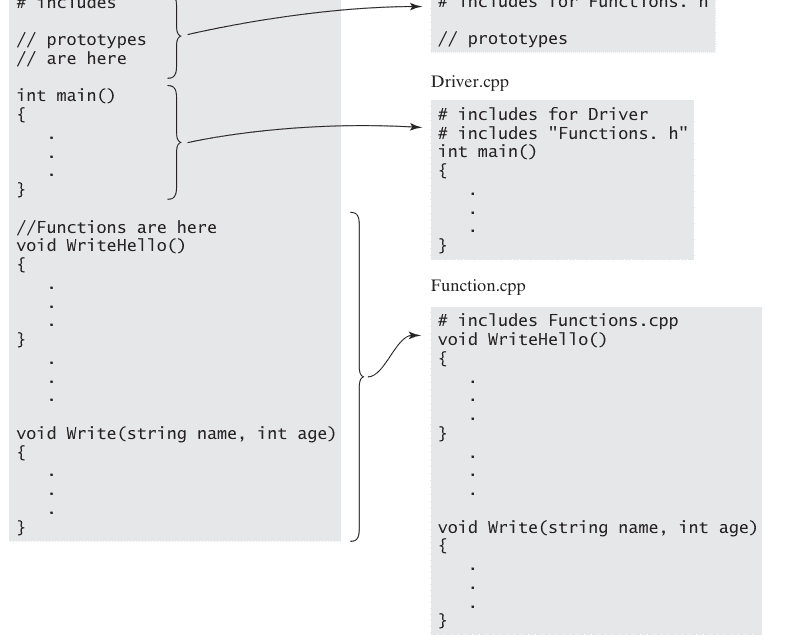 # includes
// prototypes
// are here
int main()
{
.
.
.
}
//Functions are here
void WriteHello()
{
.
.
.
}
.
.
.
void Write(string name, int age)
{
.
.
.
}
# includes for Functions. h
// prototypes
Driver.cpp
# includes for Driver
# includes "Functions. h"
int main()
{
.
.
.
}
Function.cpp
# includes Functions.cpp
void WriteHello()
{
.
.
.
}
.
.
.
void Write(string name, int age)
{
.
.
.
}